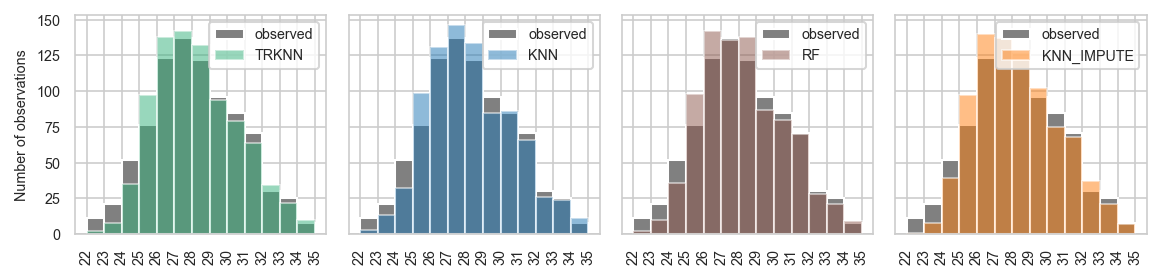 observed
TRKNN
observed
KNN
observed
RF
observed
KNN_IMPUTE
Number of observations
150
125
100
75
50
25
0
22 23 24 25 26 27 28 29 30 31 32 33 34 35
22 23 24 25 26 27 28 29 30 31 32 33 34 35
22 23 24 25 26 27 28 29 30 31 32 33 34 35
22 23 24 25 26 27 28 29 30 31 32 33 34 35